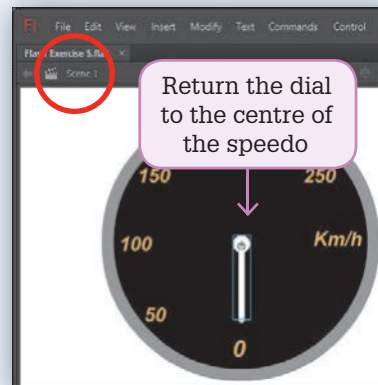 Fl File Edit View Insert Modify Text Commands Control
Flash Exercise 5.fla ×
Scene 1
Return the dial
to the centre of
the speedo
150 250
100 Km/h
50
0